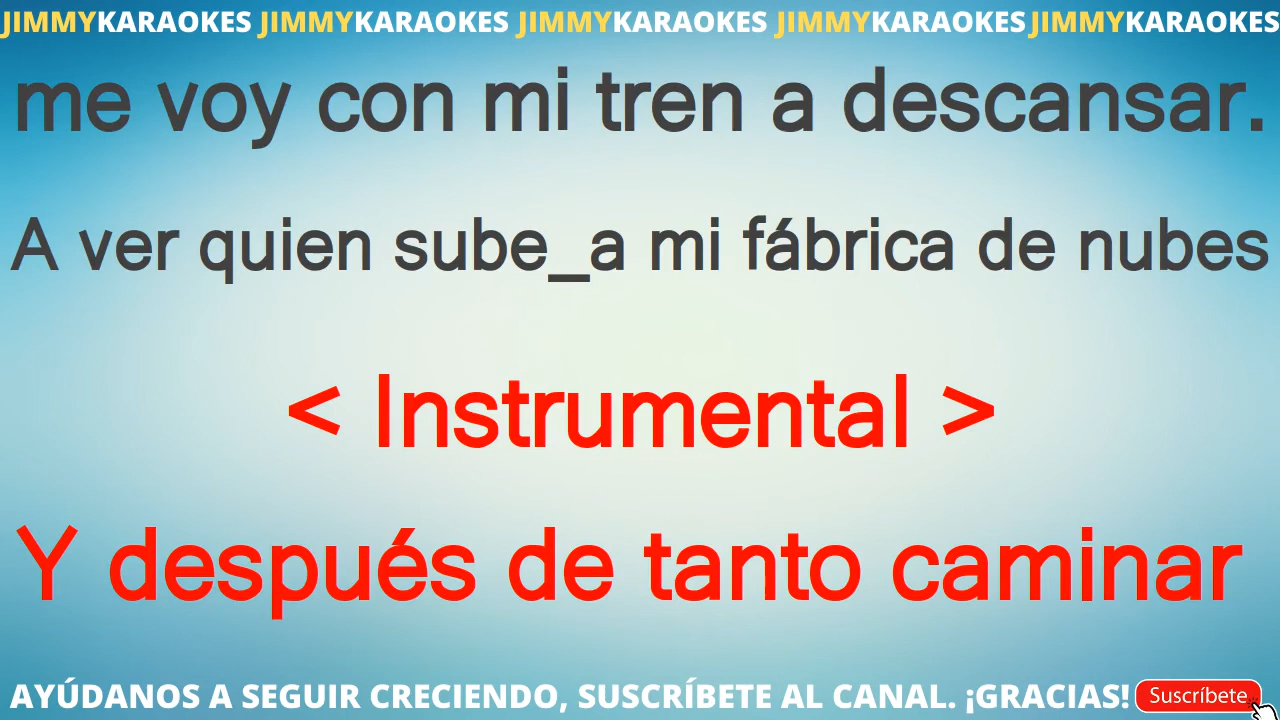 JIMMYKARAOKES JIMMYKARAOKES JIMMYKARAOKES JIMMYKARAOKES JIMMYKARAOKES
me voy con mi tren a descansar.
A ver quien sube_a mi fábrica de nubes
< Instrumental >
Y después de tanto caminar
AYÚDANOS A SEGUIR CRECIENDO, SUSCRÍBETE AL CANAL. ¡GRACIAS! Suscríbete